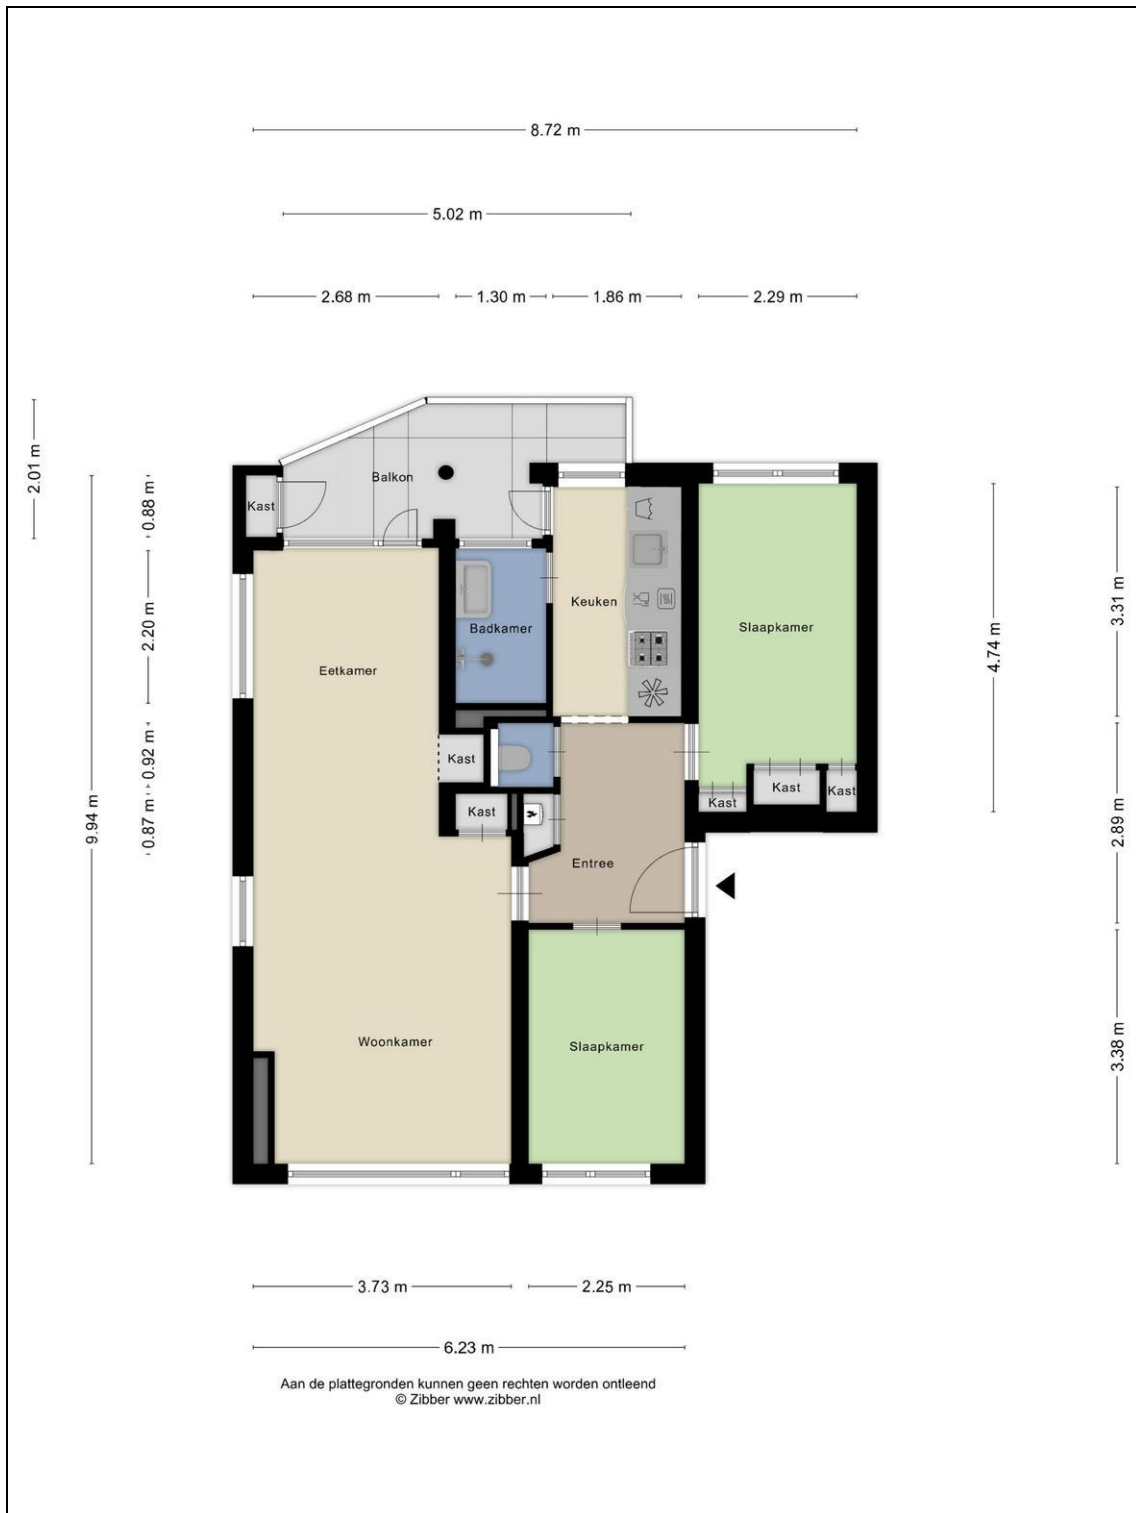 8.72 m
5.02 m
2.68 m
1.30 m
1.86 m
2.29 m
2.01 m
9.94 m
0.88 m
2.20 m
0.92 m
0.87 m
Balkon
Kast
Keuken
Badkamer
Slaapkamer
Eetkamer
Kast
Kast
Kast
Kast
Kast
Entree
Woonkamer
Slaapkamer
4.74 m
3.31 m
2.89 m
3.38 m
3.73 m
2.25 m
6.23 m
Aan de plattegronden kunnen geen rechten worden ontleend
© Zibber www.zibber.nl